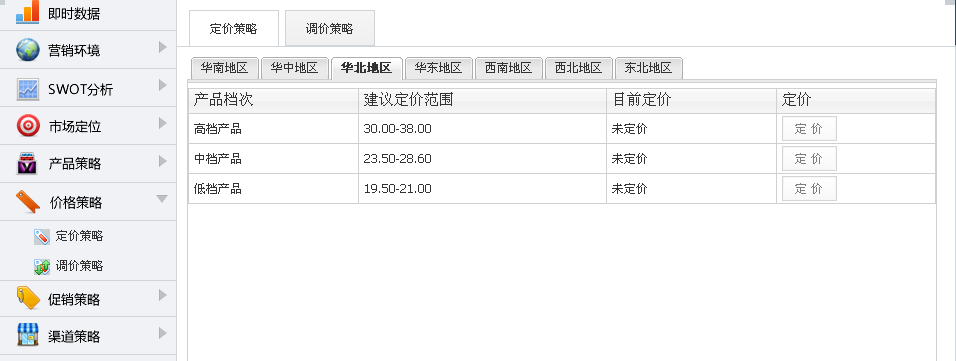 即时数据
营销环境
SWOT分析
市场定位
产品策略
价格策略
定价策略
调价策略
促销策略
渠道策略
定价策略 调价策略
华南地区 华中地区 华北地区 华东地区 西南地区 西北地区 东北地区
产品档次 建议定价范围 目前定价 定价
高档产品 30.00-38.00 未定价 定 价
中档产品 23.50-28.60 未定价 定 价
低档产品 19.50-21.00 未定价 定 价